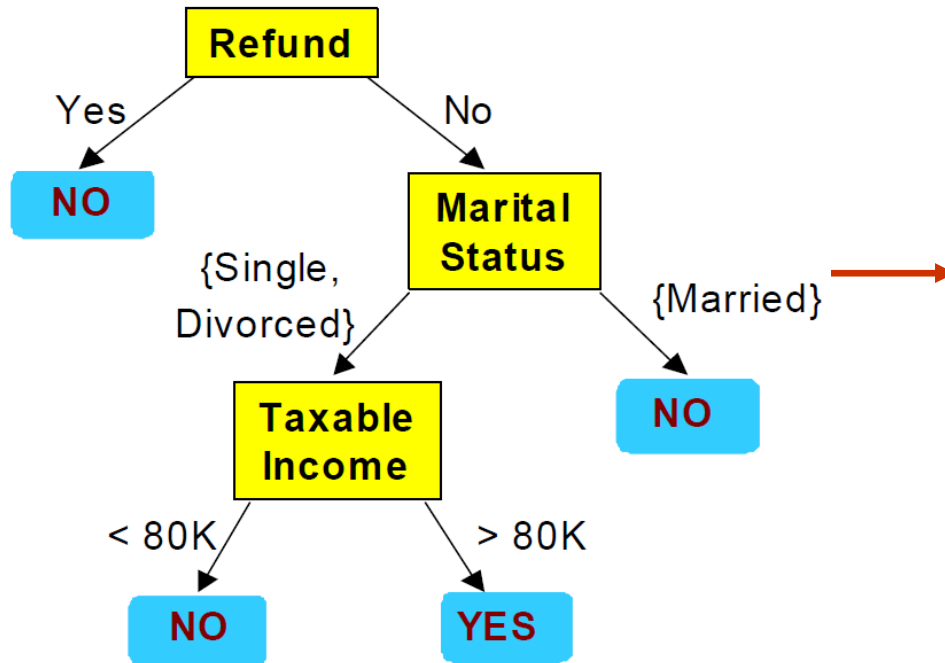 Refund
Yes
No
NO
Marital
Status
{Single,
Divorced}
{Married}
Taxable
Income
NO
< 80K
> 80K
NO
YES